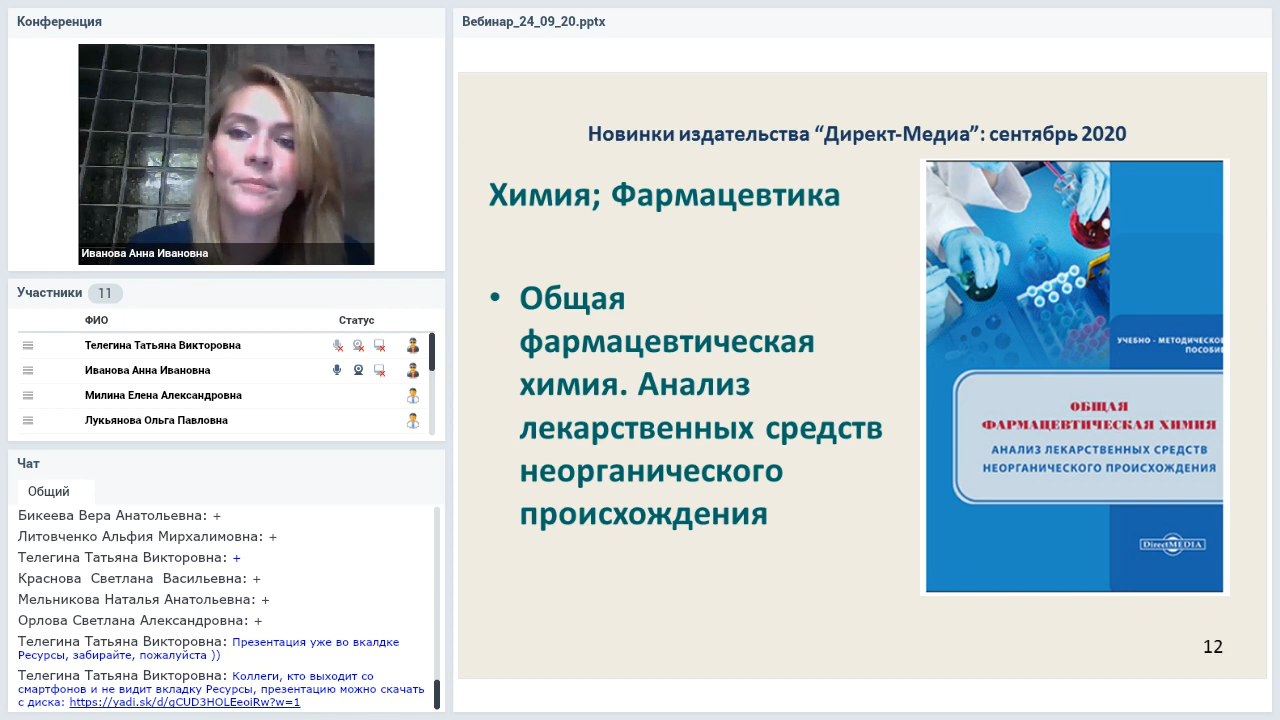 Конференция
Иванова Анна Ивановна
Участники 11
ФИО Статус
Телегина Татьяна Викторовна
Иванова Анна Ивановна
Милина Елена Александровна
Лукьянова Ольга Павловна
Чат
Общий
Бикеева Вера Анатольевна: +
Литовченко Альфия Мирхалимовна: +
Телегина Татьяна Викторовна: +
Краснова Светлана Васильевна: +
Мельникова Наталья Анатольевна: +
Орлова Светлана Александровна: +
Телегина Татьяна Викторовна: Презентация уже во вкалдке
Ресурсы, забирайте, пожалуйста ))
Телегина Татьяна Викторовна: Коллеги, кто выходит со
смартфонов и не видит вкладку Ресурсы, презентацию можно скачать
с диска: https://yadi.sk/d/gCUD3HOLEeoiRw?w=1
Вебинар_24_09_20.pptx
Новинки издательства “Директ-Медиа”: сентябрь 2020
Химия; Фармацевтика
• Общая
фармацевтическая
химия. Анализ
лекарственных средств
неорганического
происхождения
УЧЕБНО - МЕТОДИЧЕСКОЕ
ПОСОБИЕ
ОБЩАЯ
ФАРМАЦЕВТИЧЕСКАЯ ХИМИЯ
АНАЛИЗ ЛЕКАРСТВЕННЫХ СРЕДСТВ
НЕОРГАНИЧЕСКОГО ПРОИСХОЖДЕНИЯ
DirectMEDIA
12